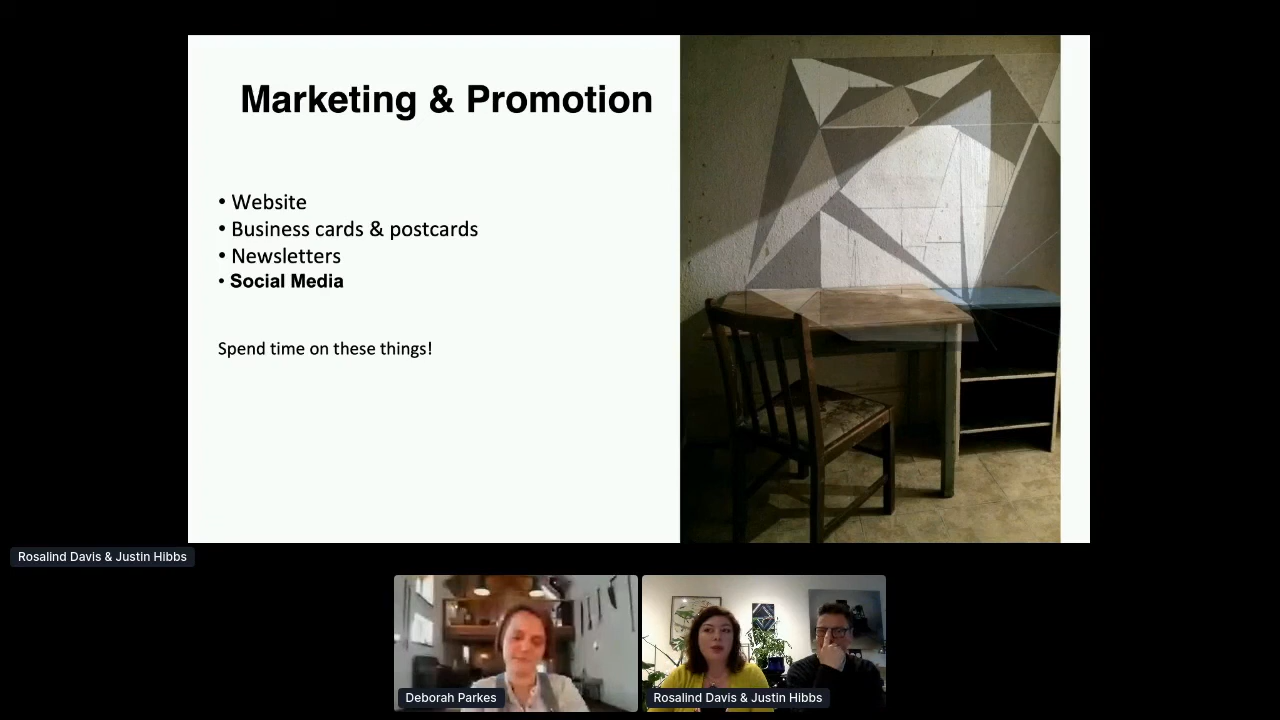 Marketing & Promotion
• Website
• Business cards & postcards
• Newsletters
• Social Media
Spend time on these things!
Rosalind Davis & Justin Hibbs
Deborah Parkes
Rosalind Davis & Justin Hibbs